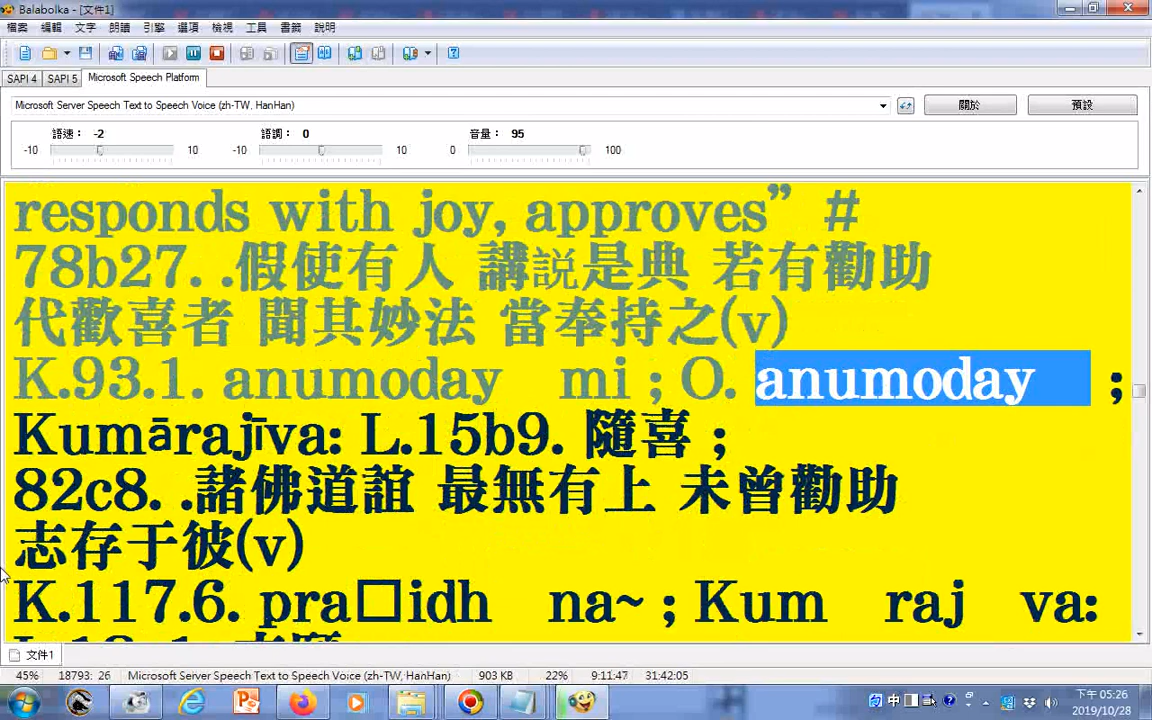 Balabolka - [文件1]
檔案 編輯 文字 朗讀 引擎 選項 檢視 工具 書籤 說明
SAPI 4 SAPI 5 Microsoft Speech Platform
Microsoft Server Speech Text to Speech Voice (zh-TW, HanHan) 關於 預設
語速： -2 語調： 0 音量： 95
-10 10 -10 10 0 100
responds with joy, approves” #
78b27. .假使有人 講説是典 若有勸助
代歡喜者 聞其妙法 當奉持之(v)
K.93.1. anumoday mi ; O. anumoday ;
Kumārajīva: L.15b9. 隨喜 ;
82c8. .諸佛道誼 最無有上 未曾勸助
志存于彼(v)
K.117.6. pra□idh na~ ; Kum raj va:
文件1
45% 18793: 26 Microsoft Server Speech Text to Speech Voice (zh-TW, HanHan) 903 KB 22% 9:11:47 31:42:05
中 下午 05:26
2019/10/28